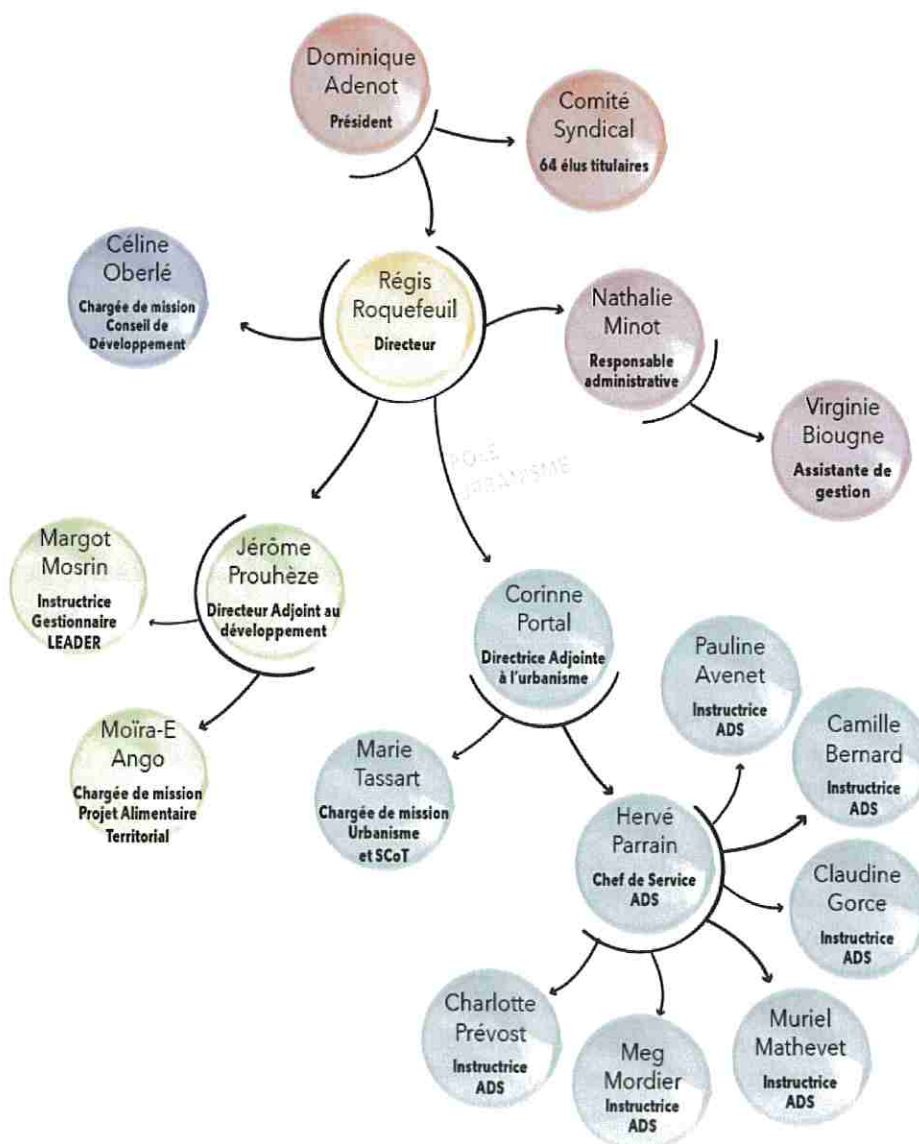 Dominique
Adenot
Président
Comité
Syndical
64 élus titulaires
Céline
Oberlé
Chargée de mission
Conseil de
Développement
Régis
Roquefeuil
Directeur
Nathalie
Minot
Responsable
administrative
Virginie
Biougne
Assistante de
gestion
PÔLE
URBANISME
Margot
Mosrin
Instructrice
Gestionnaire
LEADER
Jérôme
Prouhèze
Directeur Adjoint au
développement
Moïra-E
Ango
Chargée de mission
Projet Alimentaire
Territorial
Corinne
Portal
Directrice Adjointe
à l'urbanisme
Marie
Tassart
Chargée de mission
Urbanisme
et SCoT
Pauline
Avenet
Instructrice
ADS
Camille
Bernard
Instructrice
ADS
Hervé
Parrain
Chef de Service
ADS
Claudine
Gorce
Instructrice
ADS
Charlotte
Prévost
Instructrice
ADS
Meg
Mordier
Instructrice
ADS
Muriel
Mathevet
Instructrice
ADS